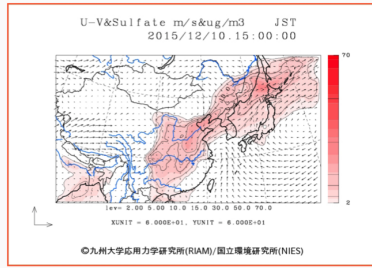 U-V&Sulfate m/s&ug/m3 JST
2015/12/10.15:00:00
70
2
lev= 2.00 5.00 10.0 15.0 30.0 50.0 70.0
XUNIT = 6.000E+01, YUNIT = 6.000E+01
©九州大学応用力学研究所(RIAM)/国立環境研究所(NIES)